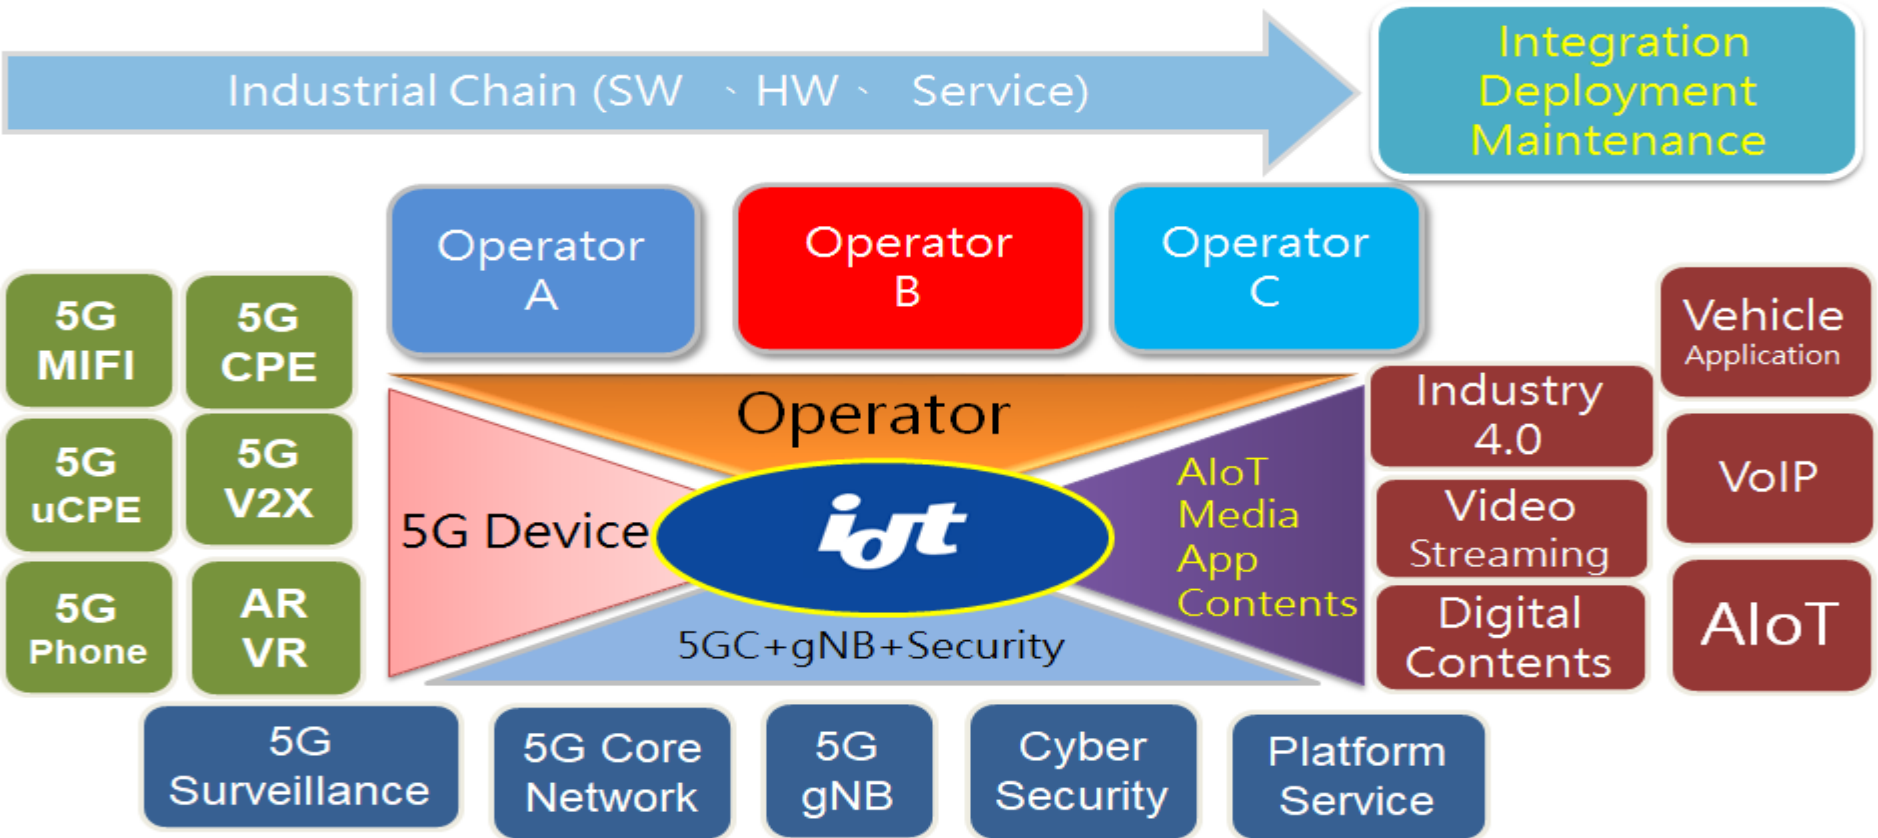 Industrial Chain (SW 、HW、 Service)
Integration
Deployment
Maintenance
Operator
A
Operator
B
Operator
C
5G
MIFI
5G
CPE
5G
uCPE
5G
V2X
5G
Phone
AR
VR
Operator
5G Device
idt
AIoT
Media
App
Contents
5GC+gNB+Security
Industry
4.0
Video
Streaming
Digital
Contents
Vehicle
Application
VoIP
AIoT
5G
Surveillance
5G Core
Network
5G
gNB
Cyber
Security
Platform
Service